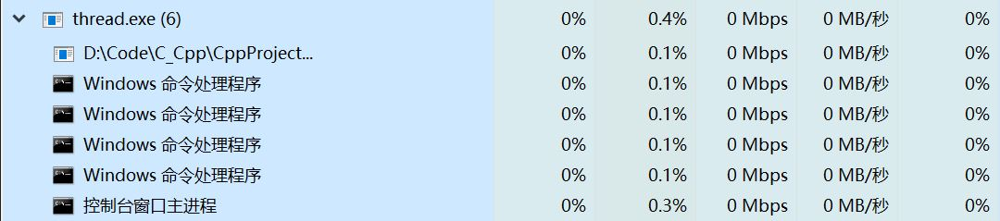 thread.exe (6) 0% 0.4% 0 Mbps 0 MB/秒 0%
D:\Code\C_Cpp\CppProject... 0% 0.1% 0 Mbps 0 MB/秒 0%
Windows 命令处理程序 0% 0.1% 0 Mbps 0 MB/秒 0%
Windows 命令处理程序 0% 0.1% 0 Mbps 0 MB/秒 0%
Windows 命令处理程序 0% 0.1% 0 Mbps 0 MB/秒 0%
Windows 命令处理程序 0% 0.1% 0 Mbps 0 MB/秒 0%
控制台窗口主进程 0% 0.3% 0 Mbps 0 MB/秒 0%